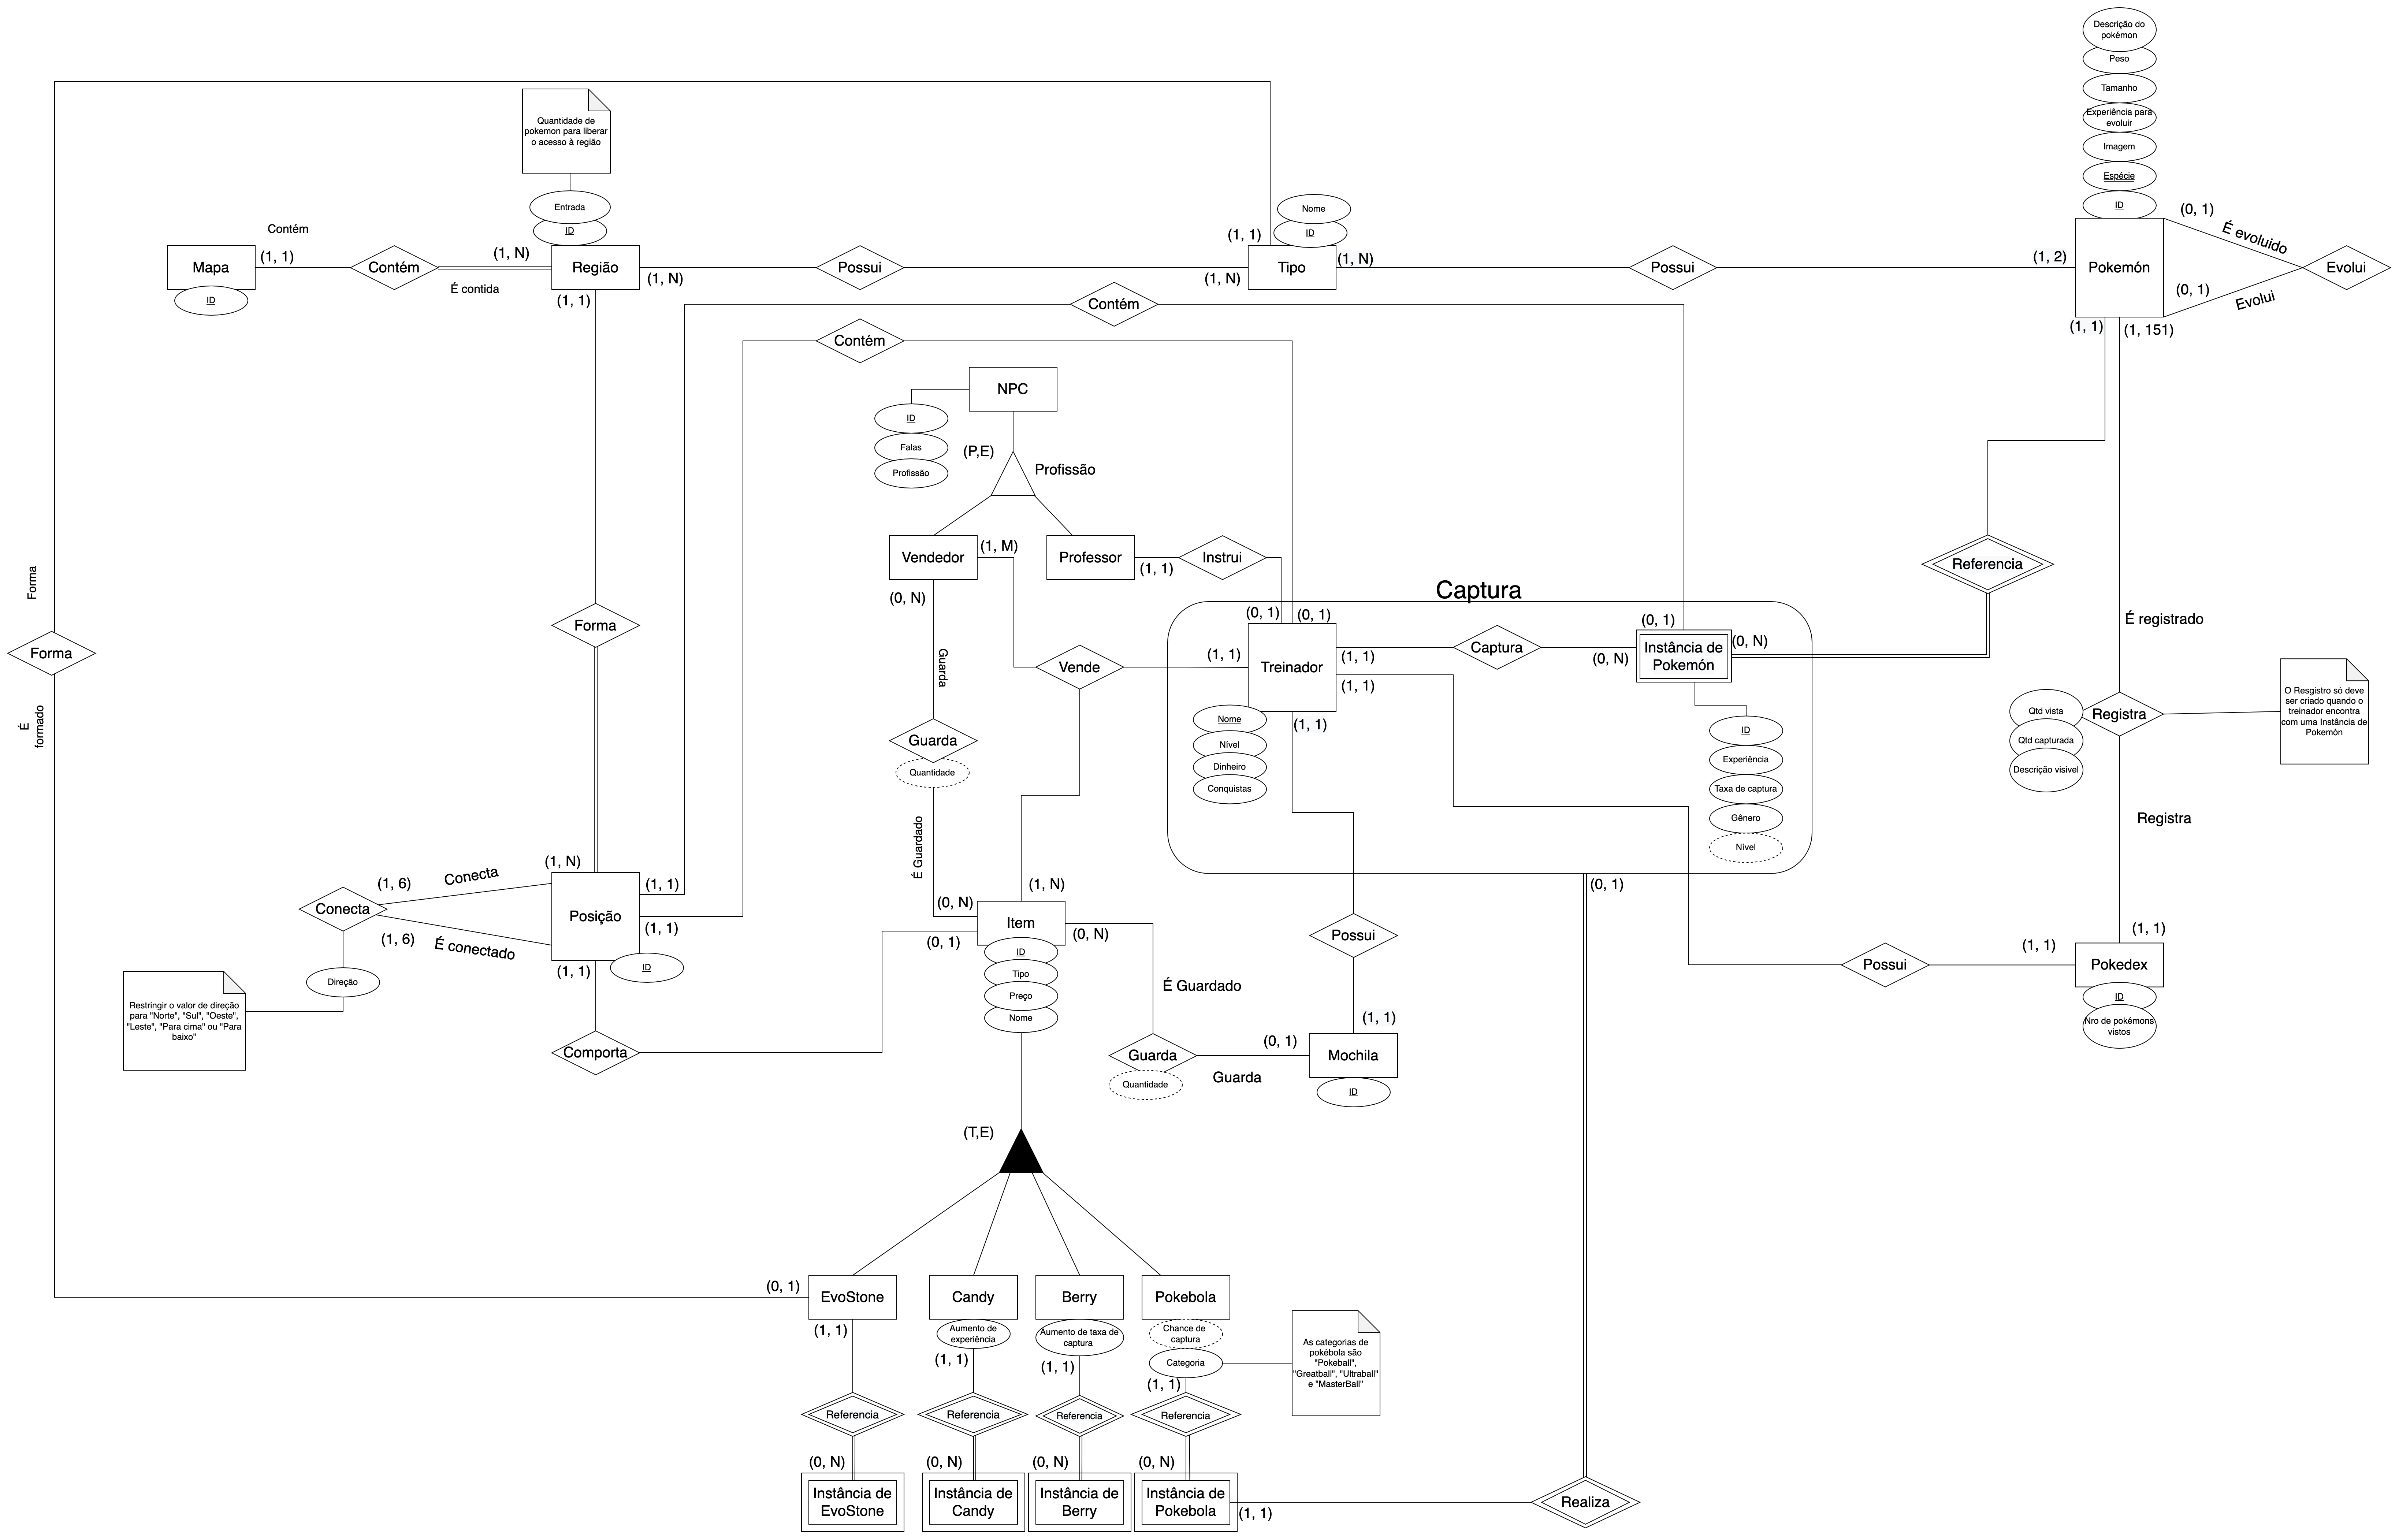 Descrição do
pokémon
Peso
Tamanho
Experiência para
evoluir
Imagem
Espécie
ID
Quantidade de
pokemon para liberar
o acesso à região
Entrada
ID
Nome
ID
Contém
Mapa
(1, 1)
Contém
(1, N)
É contida
Região
(1, N)
(1, 1)
ID
Possui
(1, 1)
(1, N)
Tipo
(1, N)
Possui
(1, 2)
Pokemón
(0, 1)
É evoluido
Evolui
(0, 1)
Evolui
(1, 1)
(1, 151)
Contém
Contém
NPC
ID
Falas
Profissão
(P,E)
Profissão
Vendedor
(1, M)
(0, N)
Professor
(1, 1)
Instrui
Referencia
Captura
(0, 1)
(0, 1)
(0, 1)
Forma
Forma
É
formado
Forma
Guarda
Vende
(1, 1)
Treinador
(1, 1)
(1, 1)
(1, 1)
Captura
(0, N)
Instância de
Pokemón
(0, N)
É registrado
Nome
Nível
Dinheiro
Conquistas
ID
Experiência
Taxa de captura
Gênero
Nível
Qtd vista
Qtd capturada
Descrição visivel
Registra
O Resgistro só deve
ser criado quando o
treinador encontra
com uma Instância de
Pokemón
Registra
Guarda
Quantidade
É Guardado
(1, N)
(1, 6)
Conecta
Conecta
(1, 6)
É conectado
Posição
(1, 1)
(1, 1)
(1, 1)
ID
Direção
Restringir o valor de direção
para "Norte", "Sul", "Oeste",
"Leste", "Para cima" ou "Para
baixo"
Comporta
(1, N)
(0, N)
(0, 1)
Item
(0, N)
ID
Tipo
Preço
Nome
É Guardado
Guarda
Quantidade
(0, 1)
Guarda
Possui
(1, 1)
Mochila
ID
(0, 1)
Possui
(1, 1)
(1, 1)
Pokedex
ID
Nro de pokémons
vistos
(T,E)
(0, 1)
EvoStone
(1, 1)
Candy
Aumento de
experiência
(1, 1)
Berry
Aumento de taxa de
captura
(1, 1)
Pokebola
Chance de
captura
Categoria
(1, 1)
As categorias de
pokébola são
"Pokeball",
"Greatball", "Ultraball"
e "MasterBall"
Referencia
Referencia
Referencia
Referencia
(0, N)
(0, N)
(0, N)
(0, N)
Instância de
EvoStone
Instância de
Candy
Instância de
Berry
Instância de
Pokebola
(1, 1)
Realiza